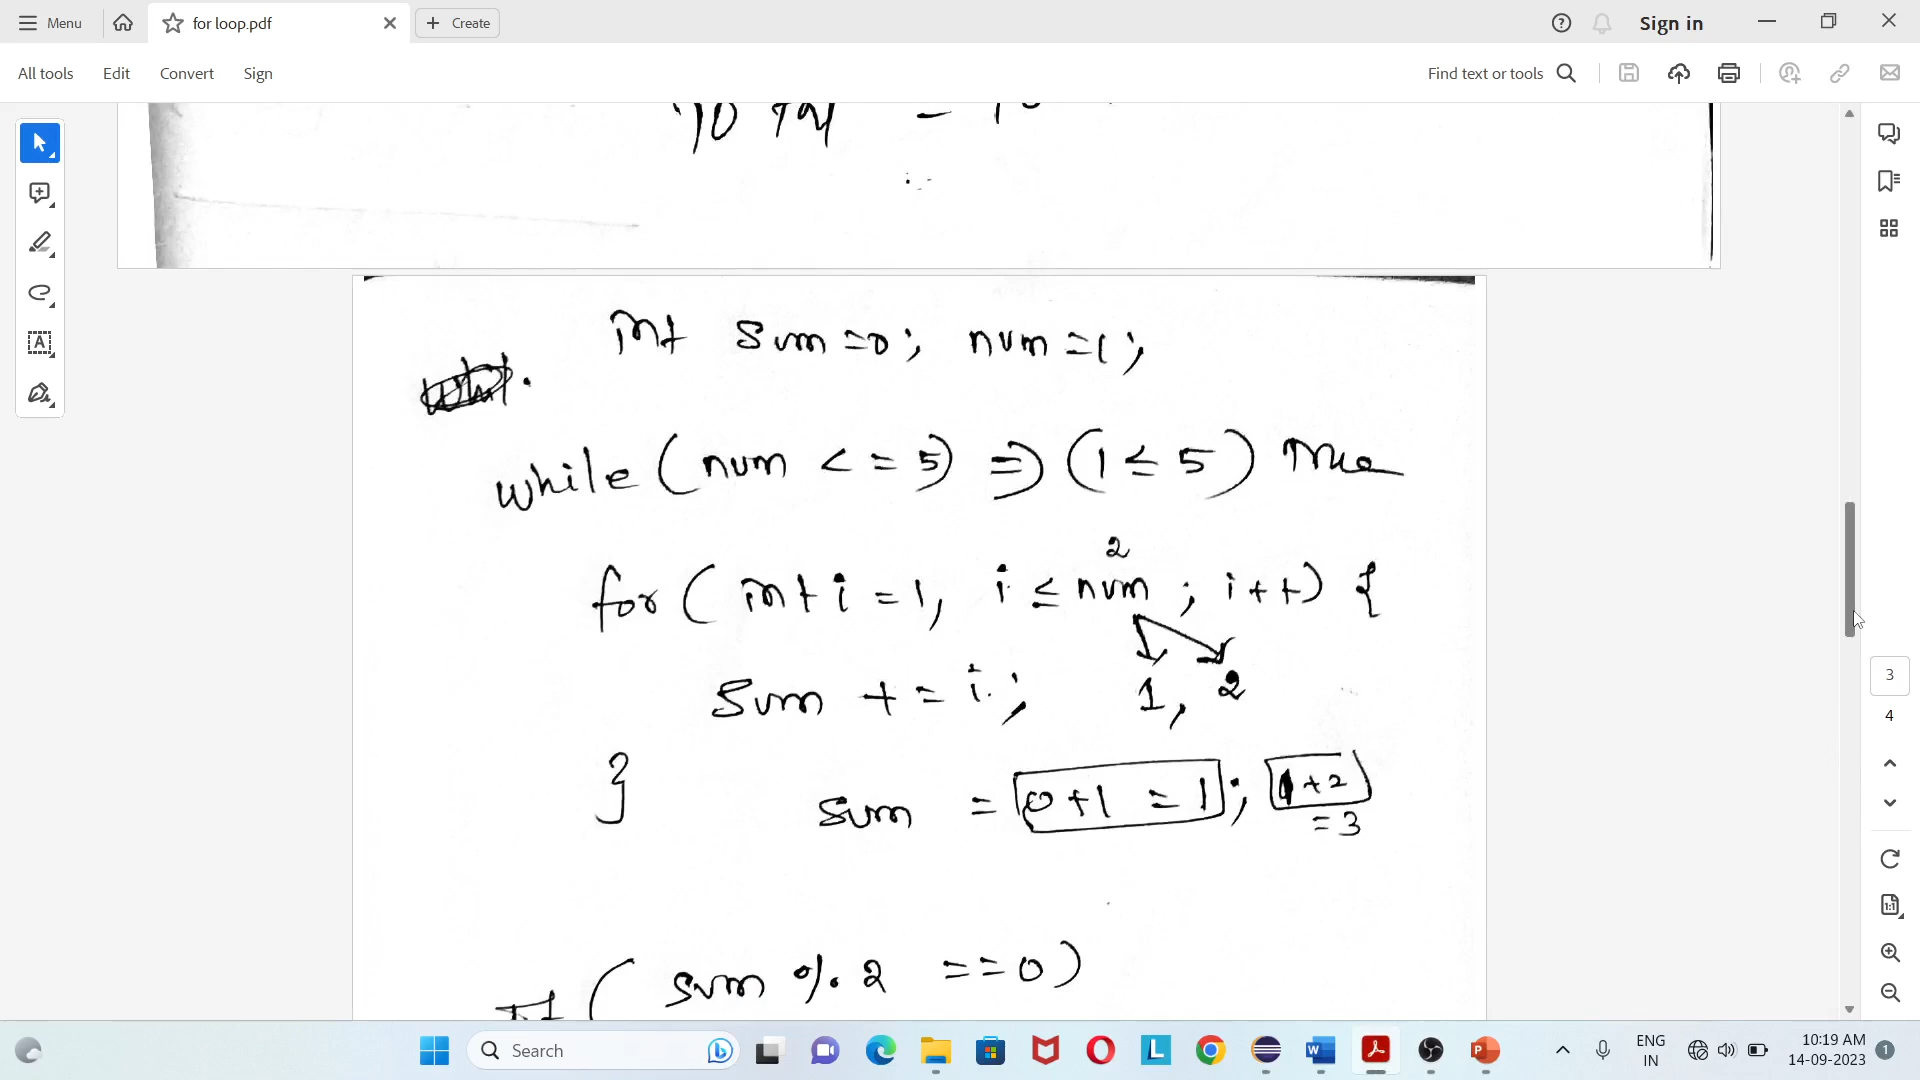 Menu
for loop.pdf
Create
Sign in
All tools Edit Convert Sign
Find text or tools
int sum=0; num=1;
while (num <= 5) ⇒ (1 ≤ 5) True
2
for ( int i = 1, i ≤ num ; i++) {
sum += i; 1, 2
} sum = 0+1 = 1; 1+2
= 3
If ( sum % 2 ==0)
3
4
Search
ENG
IN
10:19 AM
14-09-2023
1